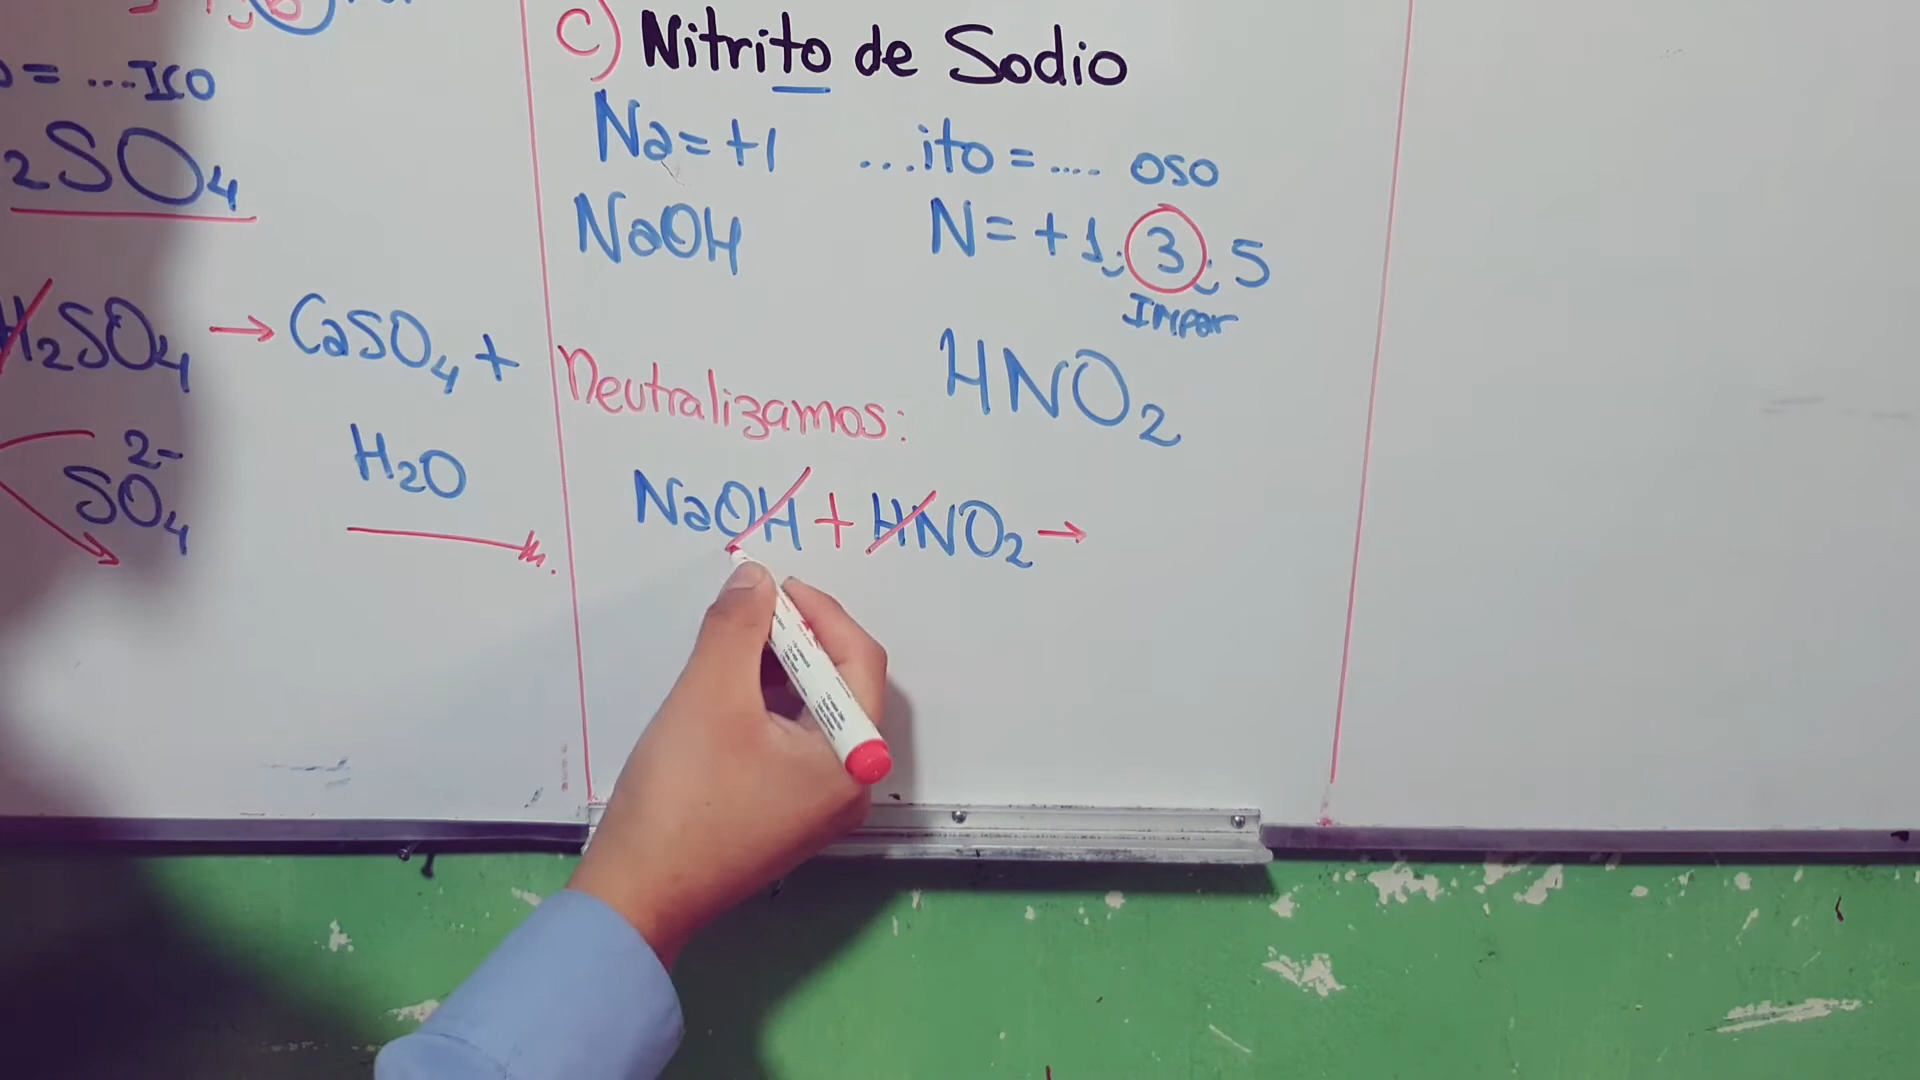 = ...ICO
2SO4
H2SO4 → CaSO4 +
SO4 2-
H2O
C) Nitrito de Sodio
Na = +1 ...ito = .... oso
NaOH N = +1, 3, 5
Impar
HNO2
Neutralizamos:
NaOH + HNO2 →